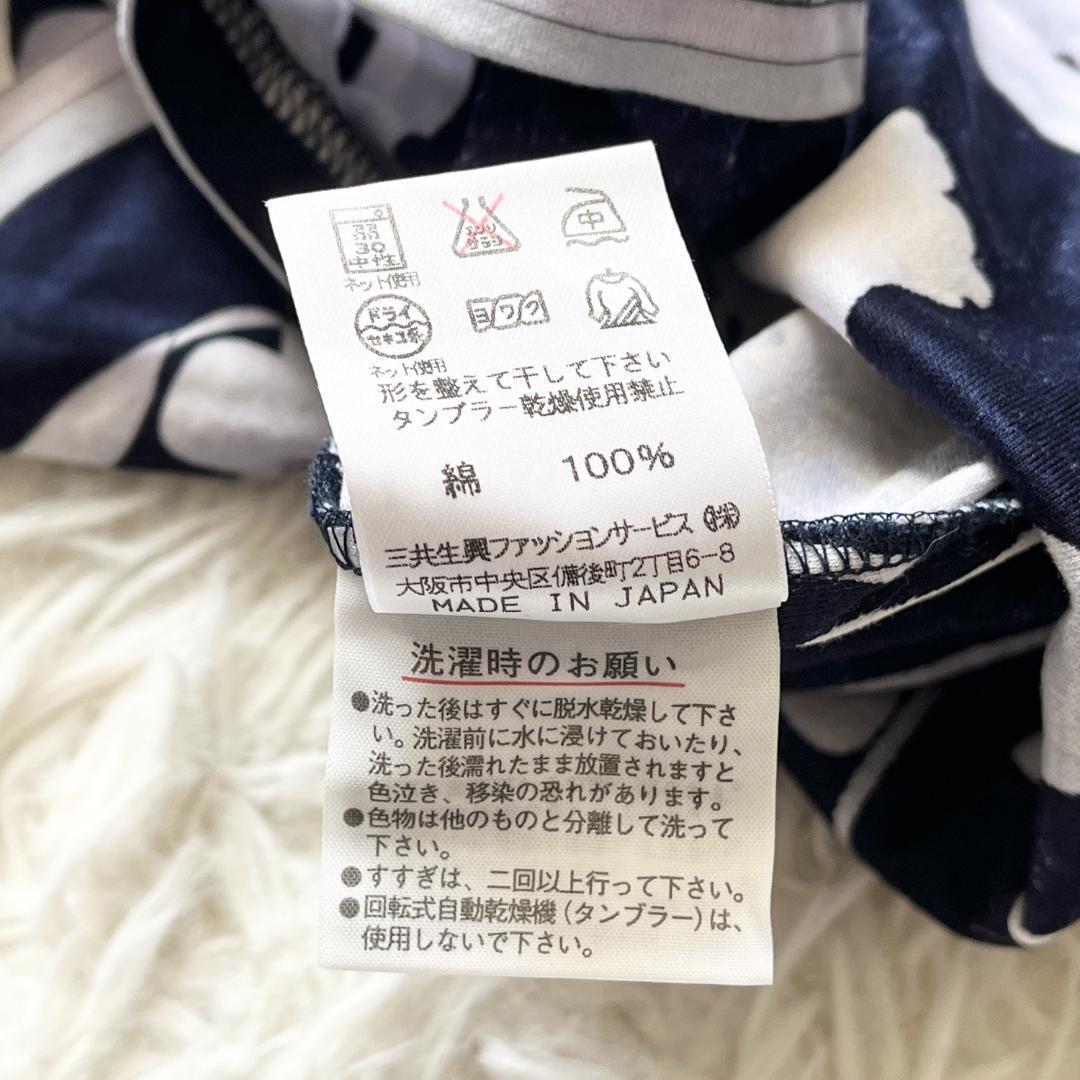 弱
30
中性
ネット使用
エンソ
サラシ
中
ドライ
セキユ系
ネット使用
ヨワク
形を整えて干して下さい
タンブラー乾燥使用禁止
綿 100%
三共生興ファッションサービス(株)
大阪市中央区備後町2丁目6-8
MADE IN JAPAN
洗濯時のお願い
●洗った後はすぐに脱水乾燥して下さ
い。洗濯前に水に浸けておいたり、
洗った後濡れたまま放置されますと
色泣き、移染の恐れがあります。
●色物は他のものと分離して洗って
下さい。
●すすぎは、二回以上行って下さい。
●回転式自動乾燥機(タンブラー)は、
使用しないで下さい。